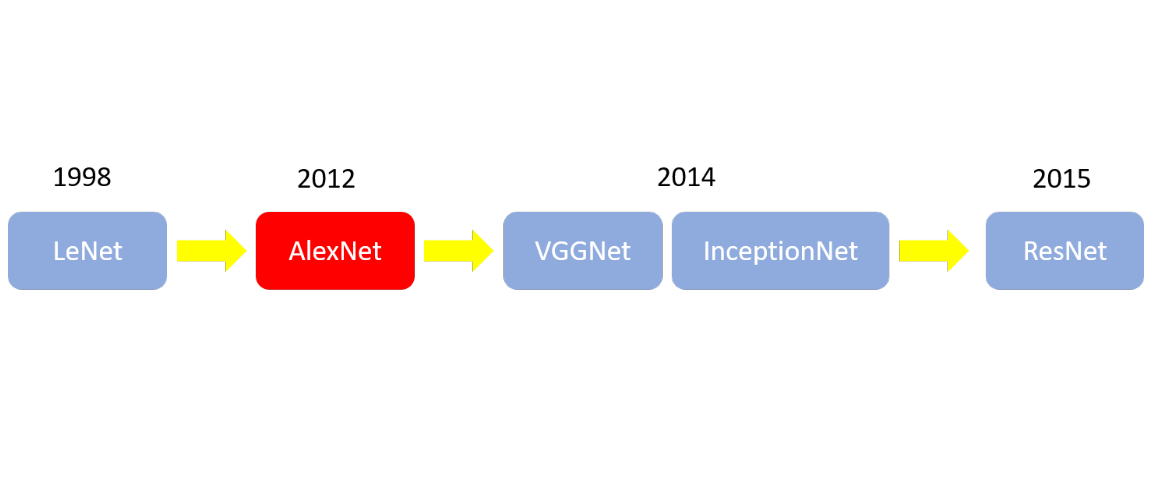 1998
2012
2014
2015
LeNet
AlexNet
VGGNet
InceptionNet
ResNet